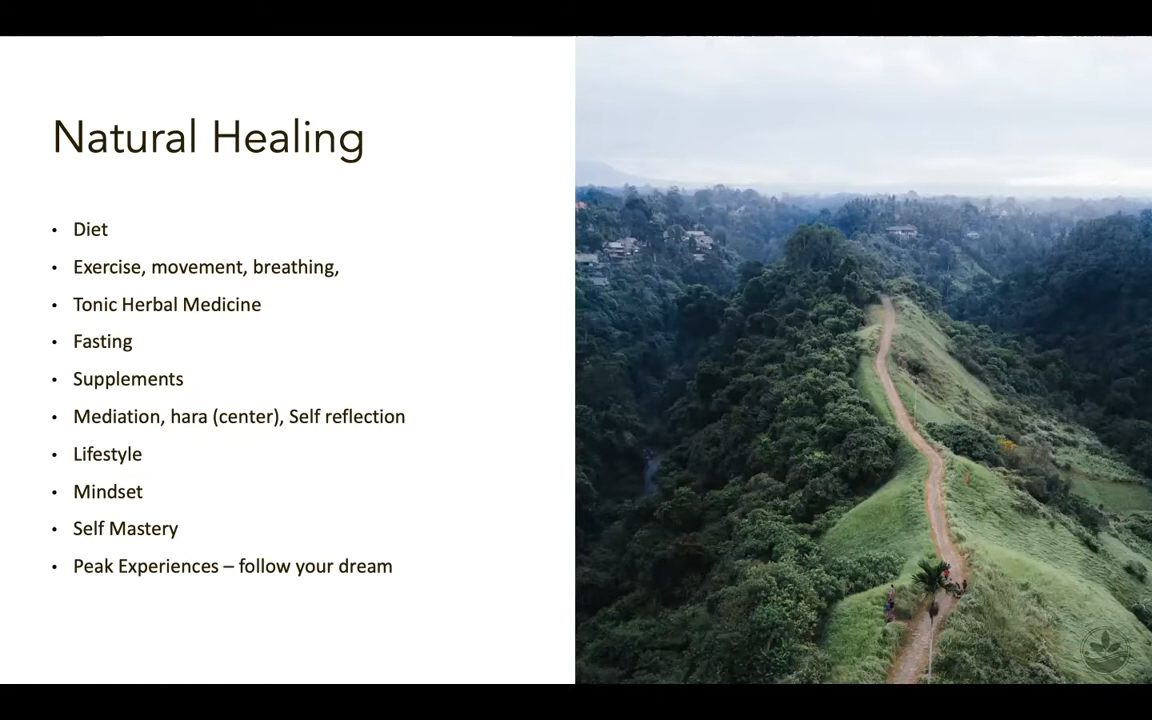 Natural Healing
• Diet
• Exercise, movement, breathing,
• Tonic Herbal Medicine
• Fasting
• Supplements
• Mediation, hara (center), Self reflection
• Lifestyle
• Mindset
• Self Mastery
• Peak Experiences – follow your dream